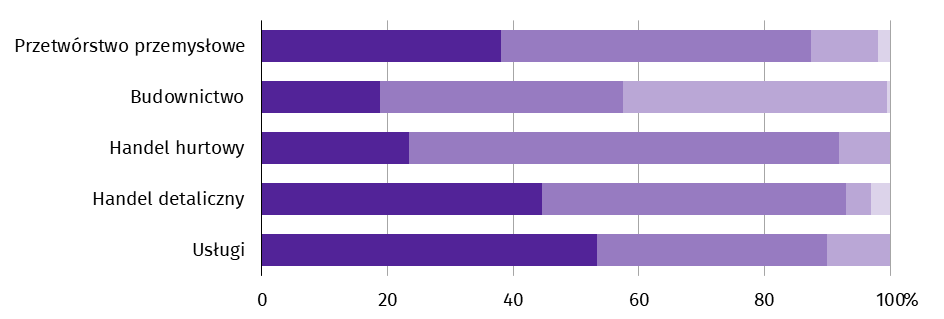 Przetwórstwo przemysłowe
Budownictwo
Handel hurtowy
Handel detaliczny
Usługi
0 20 40 60 80 100%